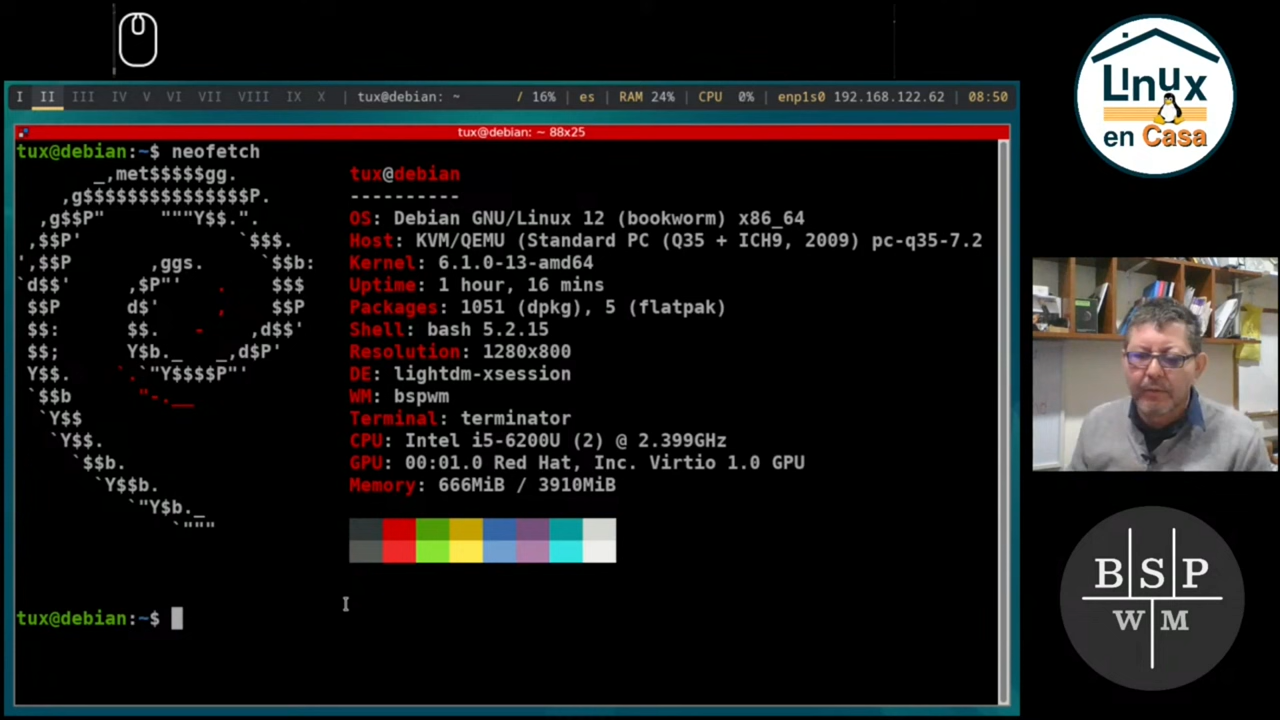 I II III IV V VI VII VIII IX X | tux@debian: ~ / 16% | es | RAM 24% | CPU 0% | enp1s0 192.168.122.62 | 08:50
tux@debian: ~ 88x25
tux@debian:~$ neofetch
_,met$$$$$gg.
,g$$$$$$$$$$$$$$$P.
,g$$P" """Y$$.".
,$$P' `$$$.
',$$P ,ggs. `$$b:
`d$$' ,$P"' . $$$
$$P d$' , $$P
$$: $$. - ,d$$'
$$; Y$b._ _,d$P'
Y$$. `.`"Y$$$$P"'
`$$b "-.__
`Y$$
`Y$$.
`$$b.
`Y$$b.
`"Y$b._
`"""
tux@debian
----------
OS: Debian GNU/Linux 12 (bookworm) x86_64
Host: KVM/QEMU (Standard PC (Q35 + ICH9, 2009) pc-q35-7.2
Kernel: 6.1.0-13-amd64
Uptime: 1 hour, 16 mins
Packages: 1051 (dpkg), 5 (flatpak)
Shell: bash 5.2.15
Resolution: 1280x800
DE: lightdm-xsession
WM: bspwm
Terminal: terminator
CPU: Intel i5-6200U (2) @ 2.399GHz
GPU: 00:01.0 Red Hat, Inc. Virtio 1.0 GPU
Memory: 666MiB / 3910MiB
tux@debian:~$
Linux
en Casa
BSP
WM